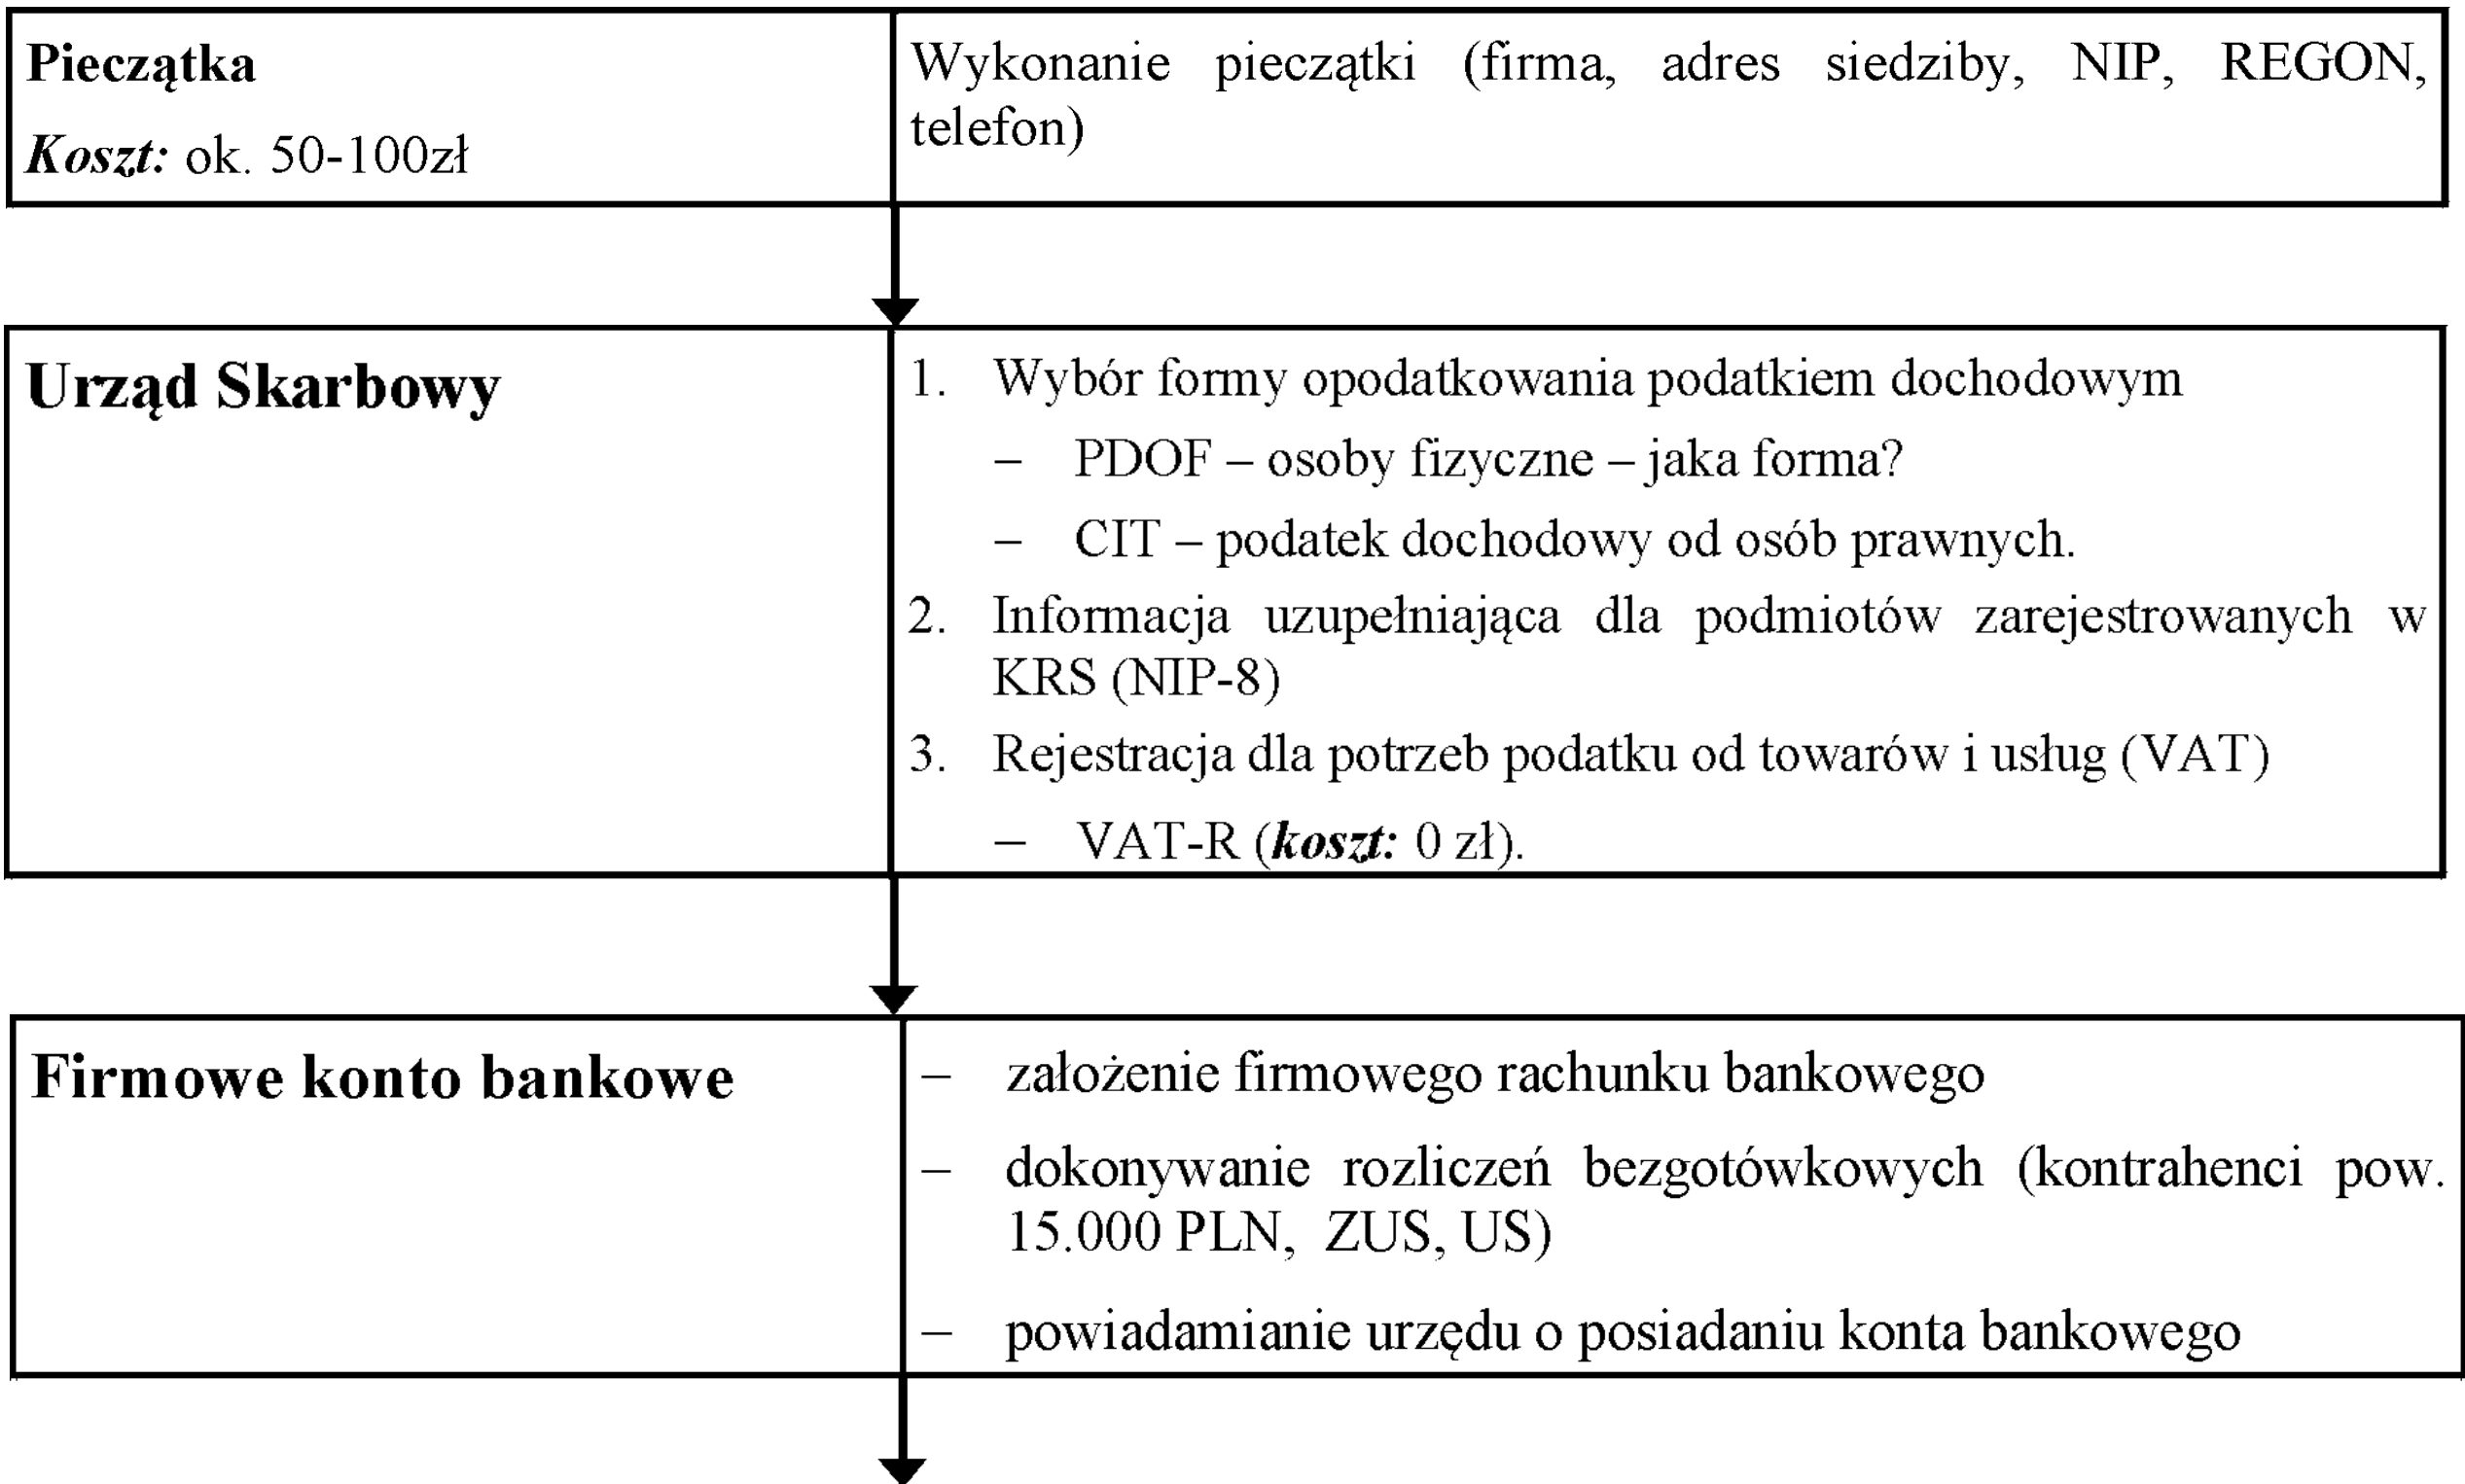 Pieczątka
Koszt: ok. 50-100zł
Wykonanie pieczątki (firma, adres siedziby, NIP, REGON,
telefon)
Urząd Skarbowy
1. Wybór formy opodatkowania podatkiem dochodowym
– PDOF – osoby fizyczne – jaka forma?
– CIT – podatek dochodowy od osób prawnych.
2. Informacja uzupełniająca dla podmiotów zarejestrowanych w
KRS (NIP-8)
3. Rejestracja dla potrzeb podatku od towarów i usług (VAT)
– VAT-R (koszt: 0 zł).
Firmowe konto bankowe
– założenie firmowego rachunku bankowego
– dokonywanie rozliczeń bezgotówkowych (kontrahenci pow.
15.000 PLN, ZUS, US)
– powiadamianie urzędu o posiadaniu konta bankowego